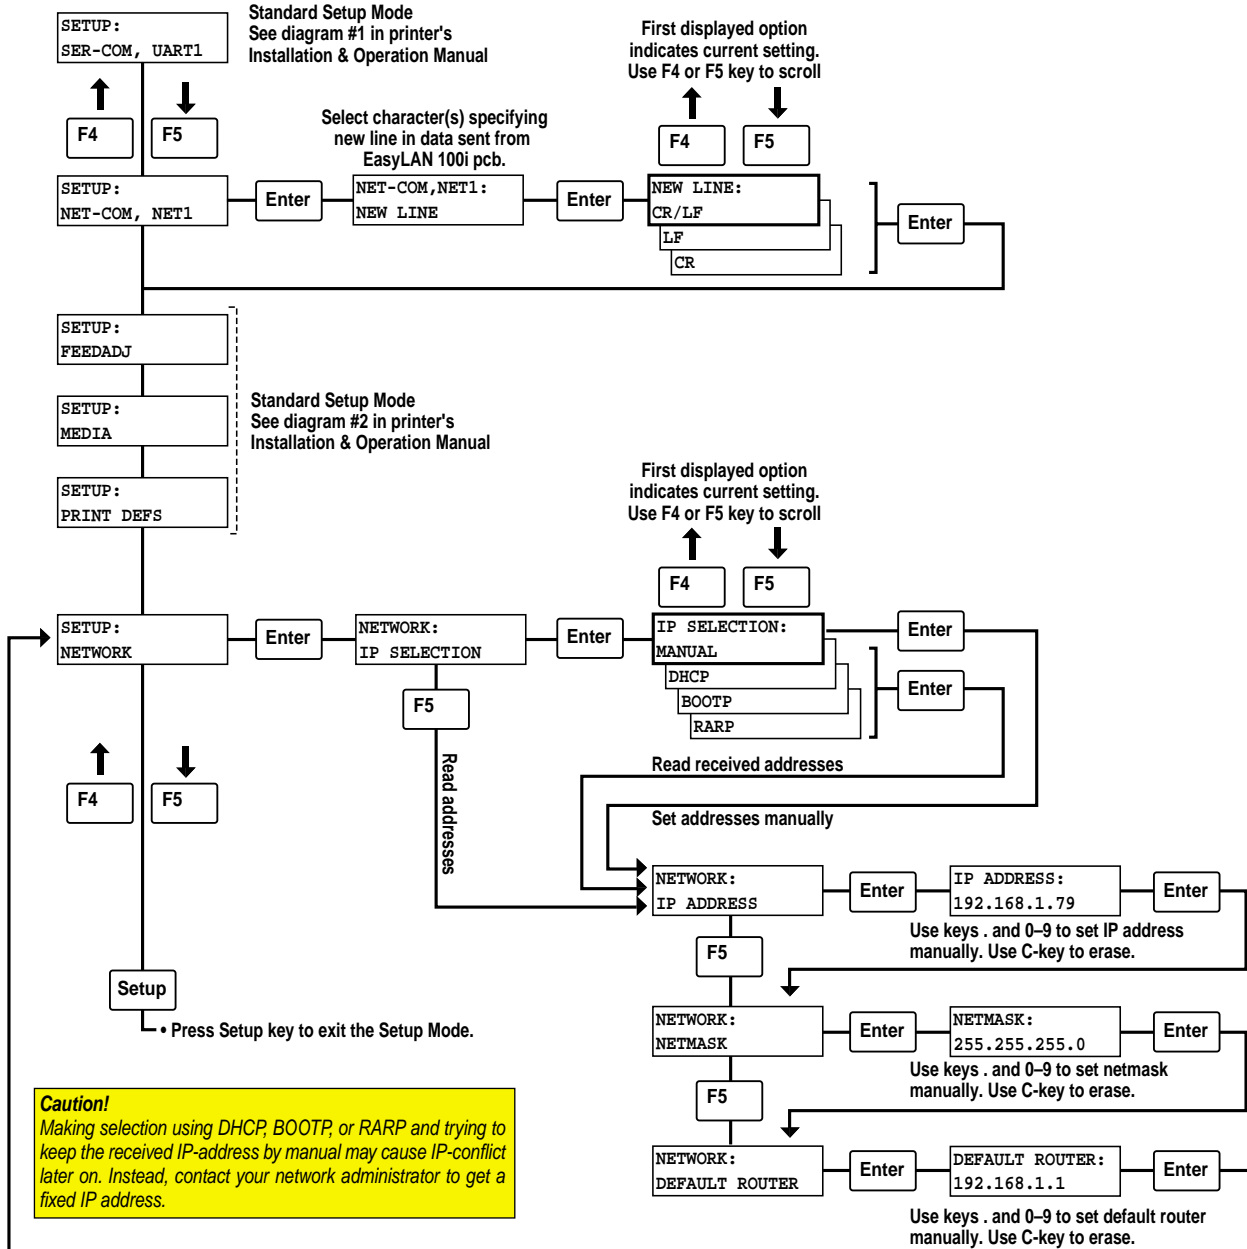 SETUP:
SER-COM, UART1
Standard Setup Mode
See diagram #1 in printer's
Installation & Operation Manual
F4
F5
First displayed option
indicates current setting.
Use F4 or F5 key to scroll
F4
F5
Select character(s) specifying
new line in data sent from
EasyLAN 100i pcb.
SETUP:
NET-COM, NET1
Enter
NET-COM,NET1:
NEW LINE
Enter
NEW LINE:
CR/LF
LF
CR
Enter
SETUP:
FEEDADJ
SETUP:
MEDIA
SETUP:
PRINT DEFS
Standard Setup Mode
See diagram #2 in printer's
Installation & Operation Manual
First displayed option
indicates current setting.
Use F4 or F5 key to scroll
F4
F5
SETUP:
NETWORK
Enter
NETWORK:
IP SELECTION
Enter
IP SELECTION:
MANUAL
DHCP
BOOTP
RARP
Enter
Enter
F5
Read addresses
Read received addresses
Set addresses manually
F4
F5
NETWORK:
IP ADDRESS
Enter
IP ADDRESS:
192.168.1.79
Enter
Use keys . and 0–9 to set IP address
manually. Use C-key to erase.
F5
Setup
• Press Setup key to exit the Setup Mode.
NETWORK:
NETMASK
Enter
NETMASK:
255.255.255.0
Enter
Use keys . and 0–9 to set netmask
manually. Use C-key to erase.
F5
NETWORK:
DEFAULT ROUTER
Enter
DEFAULT ROUTER:
192.168.1.1
Enter
Use keys . and 0–9 to set default router
manually. Use C-key to erase.
Caution!
Making selection using DHCP, BOOTP, or RARP and trying to
keep the received IP-address by manual may cause IP-conflict
later on. Instead, contact your network administrator to get a
fixed IP address.